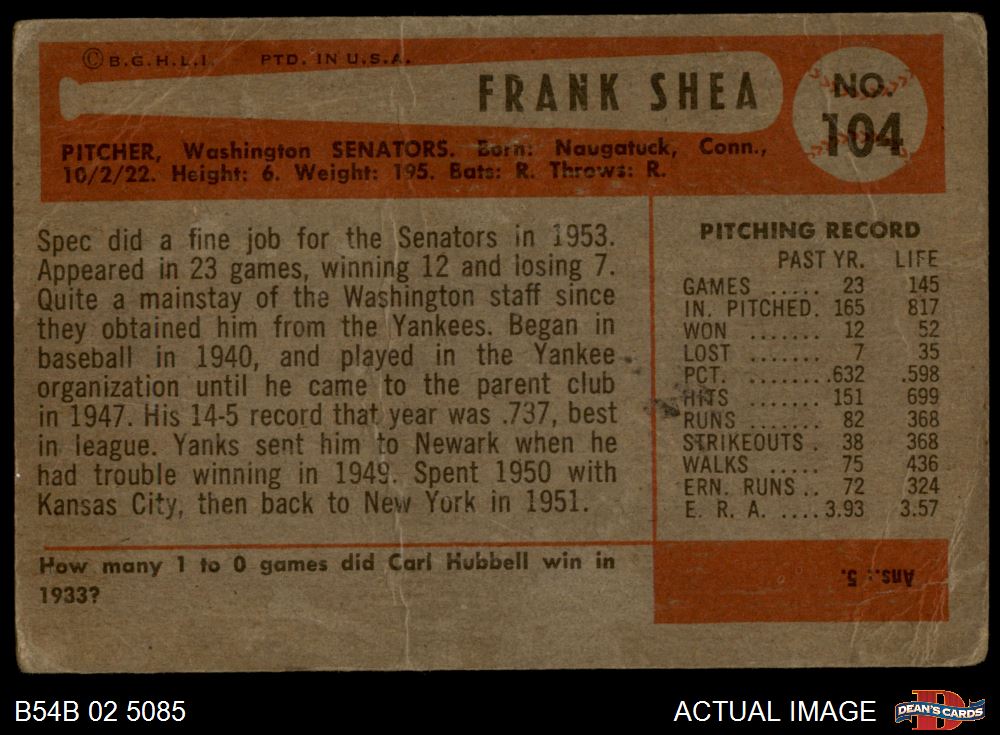 ©B.G.H.L.I. PTD. IN U.S.A.
FRANK SHEA
NO.
104
PITCHER, Washington SENATORS. Born: Naugatuck, Conn.,
10/2/22. Height: 6. Weight: 195. Bats: R. Throws: R.
Spec did a fine job for the Senators in 1953.
Appeared in 23 games, winning 12 and losing 7.
Quite a mainstay of the Washington staff since
they obtained him from the Yankees. Began in
baseball in 1940, and played in the Yankee
organization until he came to the parent club
in 1947. His 14-5 record that year was .737, best
in league. Yanks sent him to Newark when he
had trouble winning in 1949. Spent 1950 with
Kansas City, then back to New York in 1951.
PITCHING RECORD
PAST YR. LIFE
GAMES ..... 23 145
IN. PITCHED. 165 817
WON ....... 12 52
LOST ....... 7 35
PCT. ........632 .598
HITS ....... 151 699
RUNS ....... 82 368
STRIKEOUTS . 38 368
WALKS ..... 75 436
ERN. RUNS .. 72 324
E. R. A. ....3.93 3.57
How many 1 to 0 games did Carl Hubbell win in
1933?
Ans.: 5.
B54B 02 5085
ACTUAL IMAGE
DEAN'S CARDS